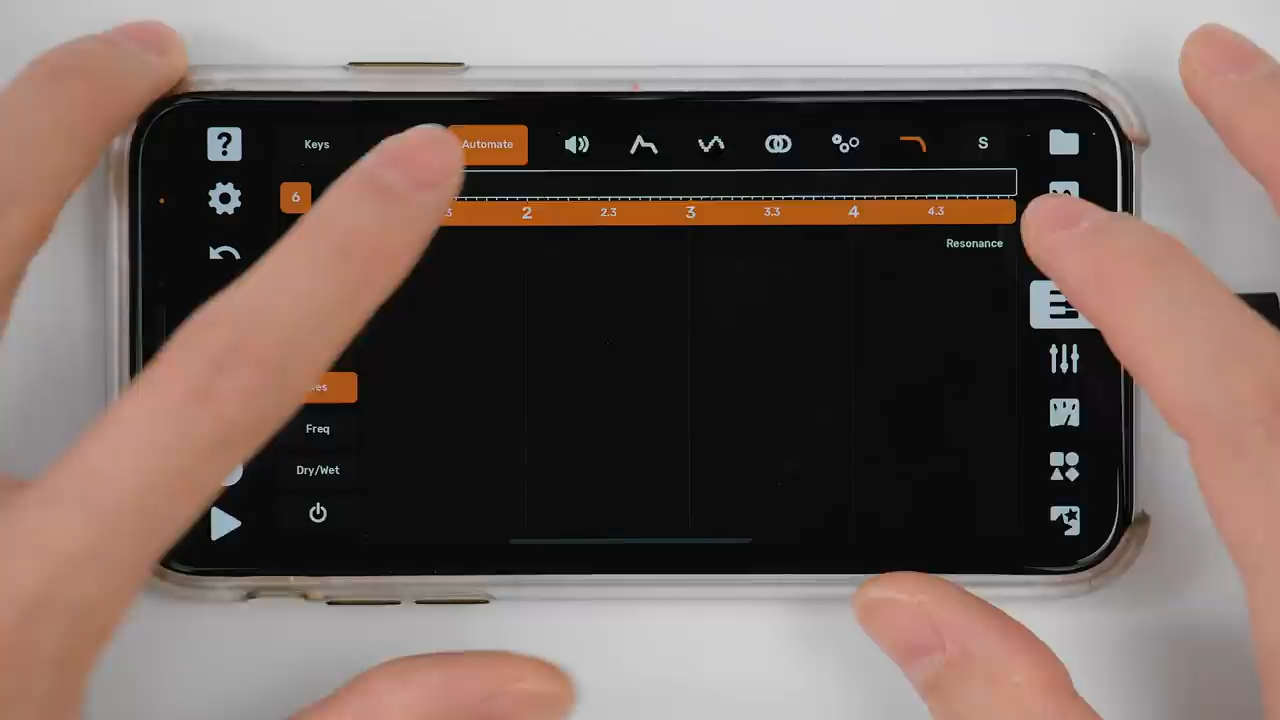 ?
Keys
Automate
S
6
2
2.3
3
3.3
4
4.3
Resonance
Freq
Dry/Wet